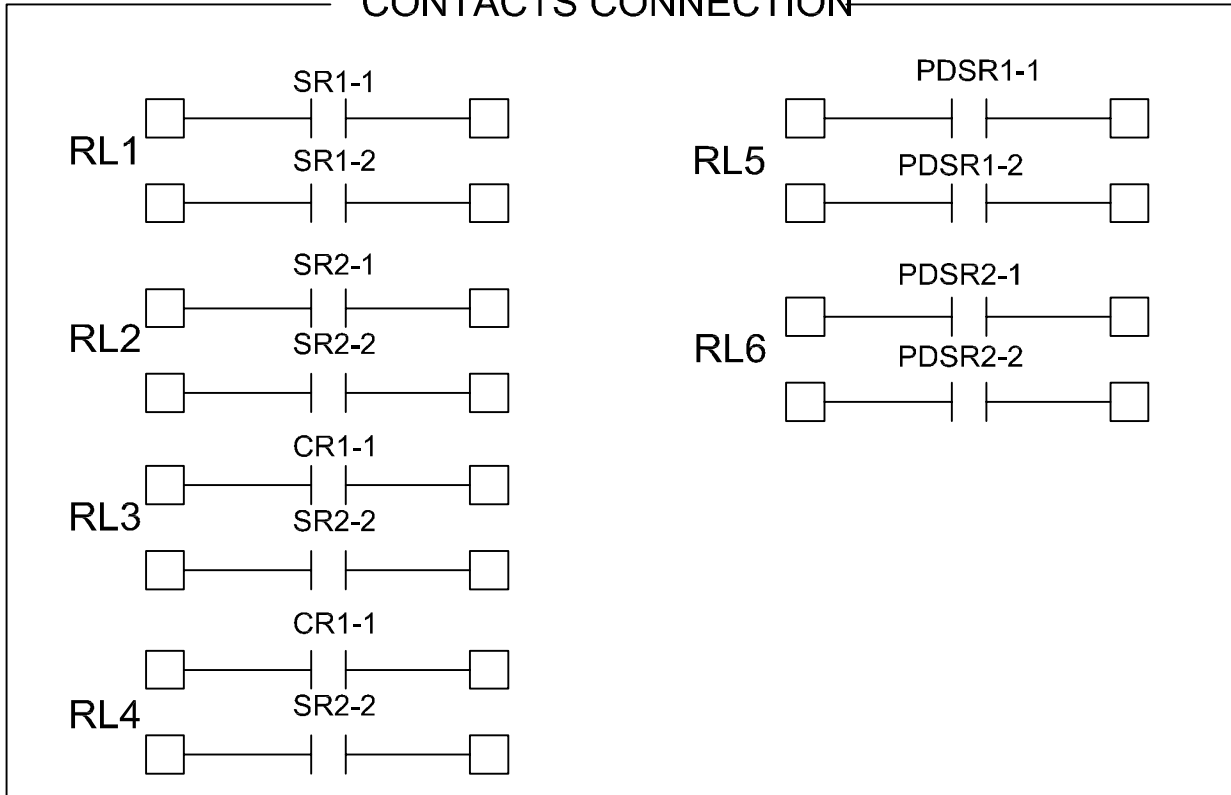 CONTACTS CONNECTION
RL1
SR1-1
SR1-2
RL2
SR2-1
SR2-2
RL3
CR1-1
SR2-2
RL4
CR1-1
SR2-2
RL5
PDSR1-1
PDSR1-2
RL6
PDSR2-1
PDSR2-2